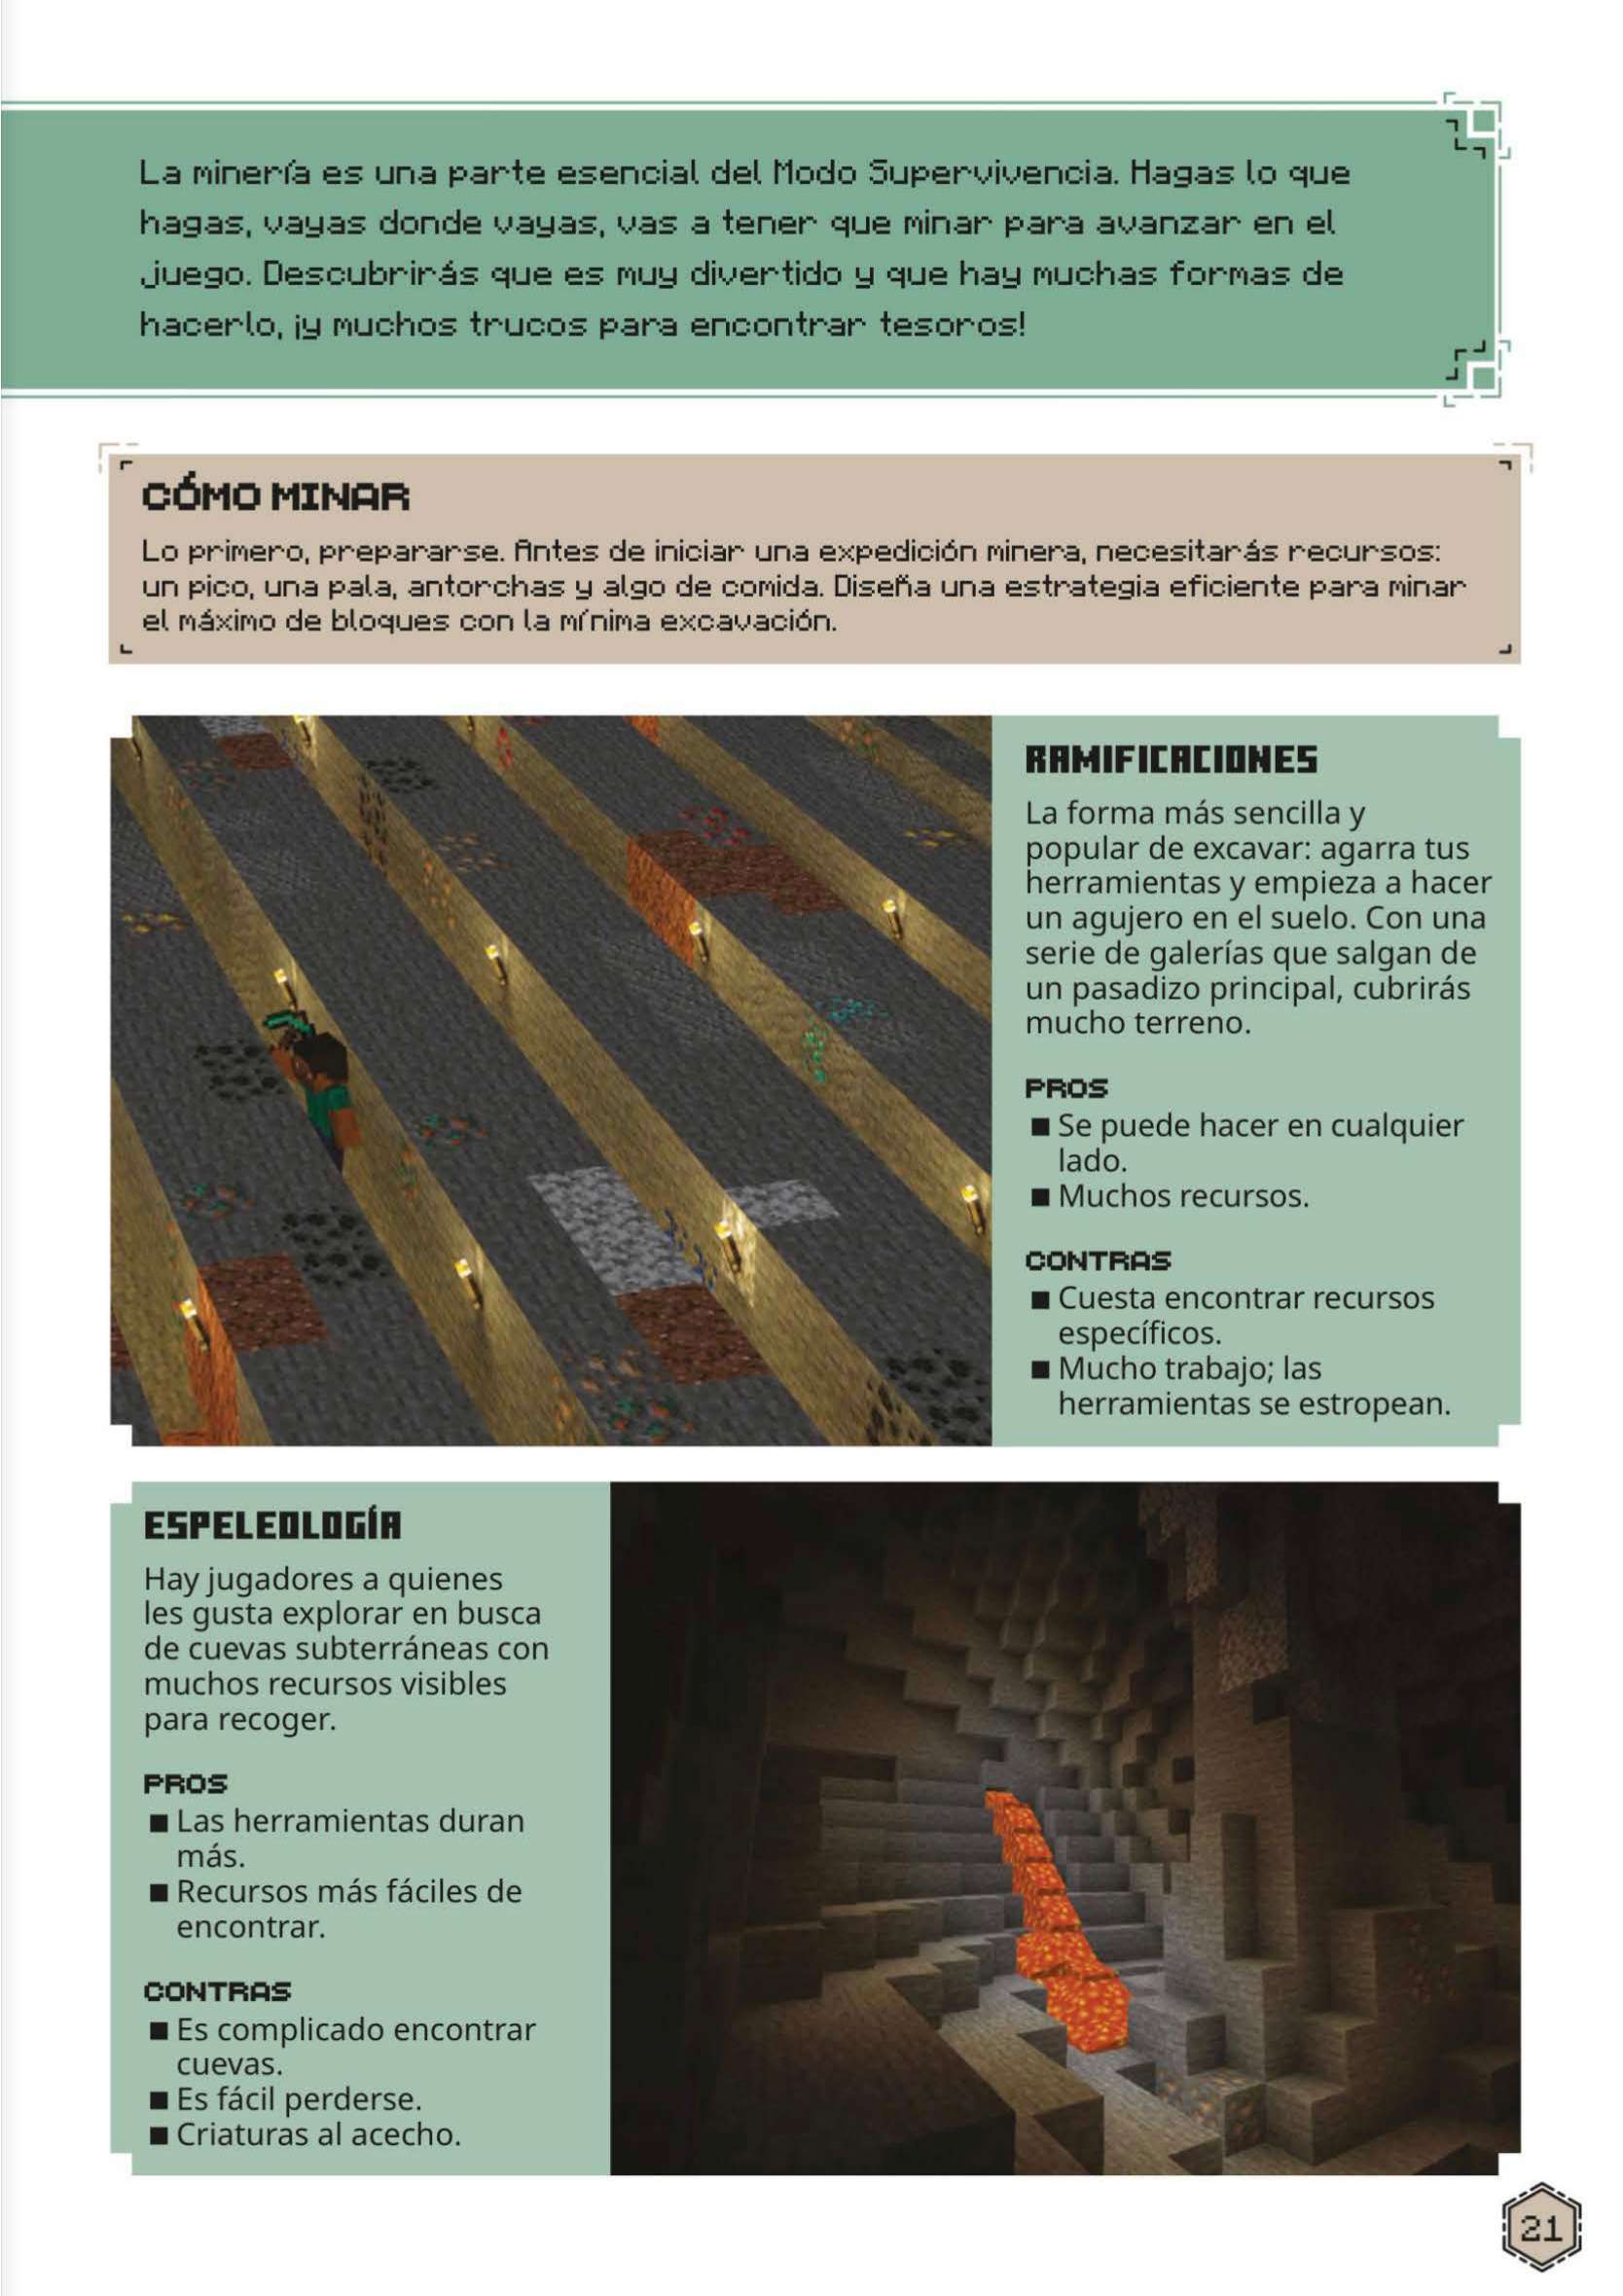 La minería es una parte esencial del Modo Supervivencia. Hagas lo que
hagas, vayas donde vayas, vas a tener que minar para avanzar en el
juego. Descubrirás que es muy divertido y que hay muchas formas de
hacerlo, ¡y muchos trucos para encontrar tesoros!
CÓMO MINAR
Lo primero, prepararse. Antes de iniciar una expedición minera, necesitarás recursos:
un pico, una pala, antorchas y algo de comida. Diseña una estrategia eficiente para minar
el máximo de bloques con la mínima excavación.
RAMIFICACIONES
La forma más sencilla y
popular de excavar: agarra tus
herramientas y empieza a hacer
un agujero en el suelo. Con una
serie de galerías que salgan de
un pasadizo principal, cubrirás
mucho terreno.
PROS
■ Se puede hacer en cualquier
lado.
■ Muchos recursos.
CONTRAS
■ Cuesta encontrar recursos
específicos.
■ Mucho trabajo; las
herramientas se estropean.
ESPELEOLOGÍA
Hay jugadores a quienes
les gusta explorar en busca
de cuevas subterráneas con
muchos recursos visibles
para recoger.
PROS
■ Las herramientas duran
más.
■ Recursos más fáciles de
encontrar.
CONTRAS
■ Es complicado encontrar
cuevas.
■ Es fácil perderse.
■ Criaturas al acecho.
21